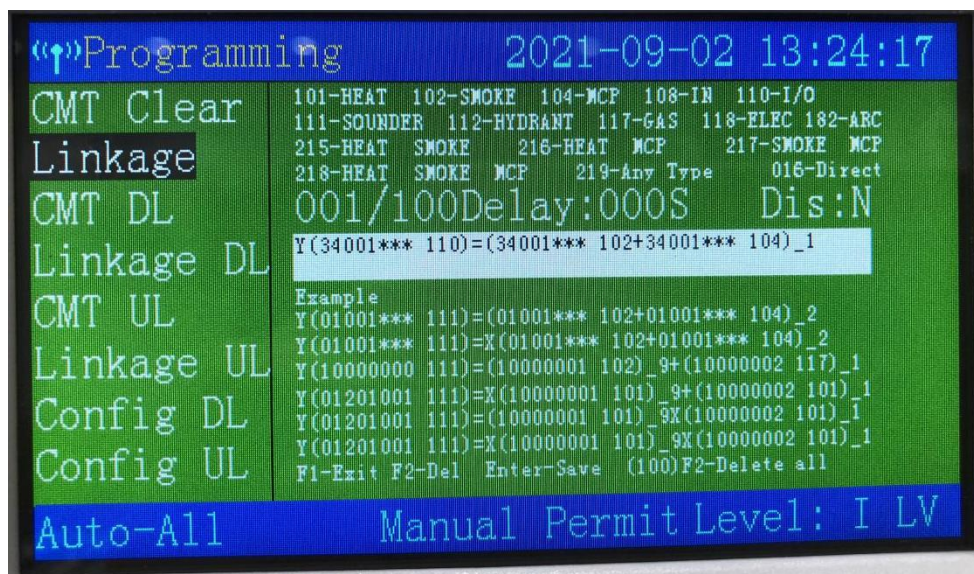 Programming 2021-09-02 13:24:17
CMT Clear
Linkage
CMT DL
Linkage DL
CMT UL
Linkage UL
Config DL
Config UL
101-HEAT 102-SMOKE 104-MCP 108-IN 110-I/O
111-SOUNDER 112-HYDRANT 117-GAS 118-ELEC 182-ARC
215-HEAT SMOKE 216-HEAT MCP 217-SMOKE MCP
218-HEAT SMOKE MCP 219-Any Type 016-Direct
001/100Delay:000S Dis:N
Y(34001*** 110)=(34001*** 102+34001*** 104)_1
Example
Y(01001*** 111)=(01001*** 102+01001*** 104)_2
Y(01001*** 111)=X(01001*** 102+01001*** 104)_2
Y(10000000 111)=(10000001 102)_9+(10000002 117)_1
Y(01201001 111)=X(10000001 101)_9+(10000002 101)_1
Y(01201001 111)=(10000001 101)_9X(10000002 101)_1
Y(01201001 111)=X(10000001 101)_9X(10000002 101)_1
F1-Exit F2-Del Enter-Save (100)F2-Delete all
Auto-All Manual Permit Level: I LV